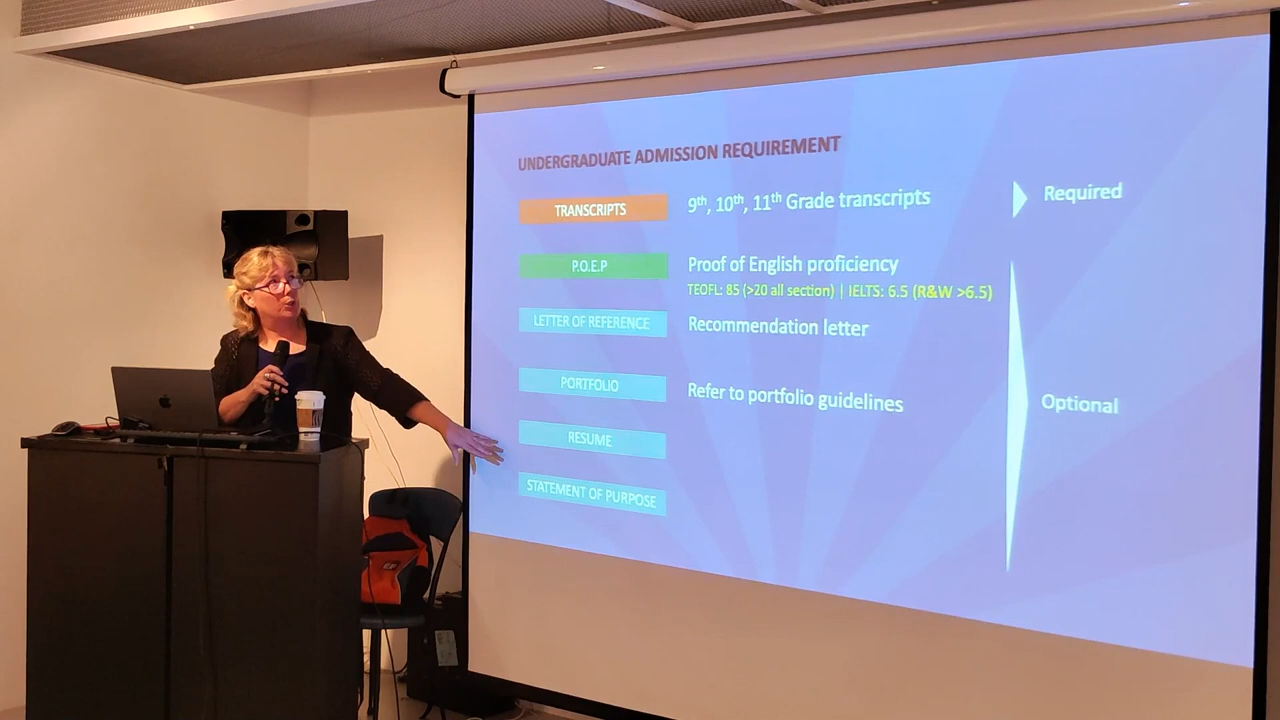 UNDERGRADUATE ADMISSION REQUIREMENT
TRANSCRIPTS 9th, 10th, 11th Grade transcripts Required
P.O.E.P Proof of English proficiency
TEOFL: 85 (>20 all section) | IELTS: 6.5 (R&W >6.5)
LETTER OF REFERENCE Recommendation letter
PORTFOLIO Refer to portfolio guidelines Optional
RESUME
STATEMENT OF PURPOSE